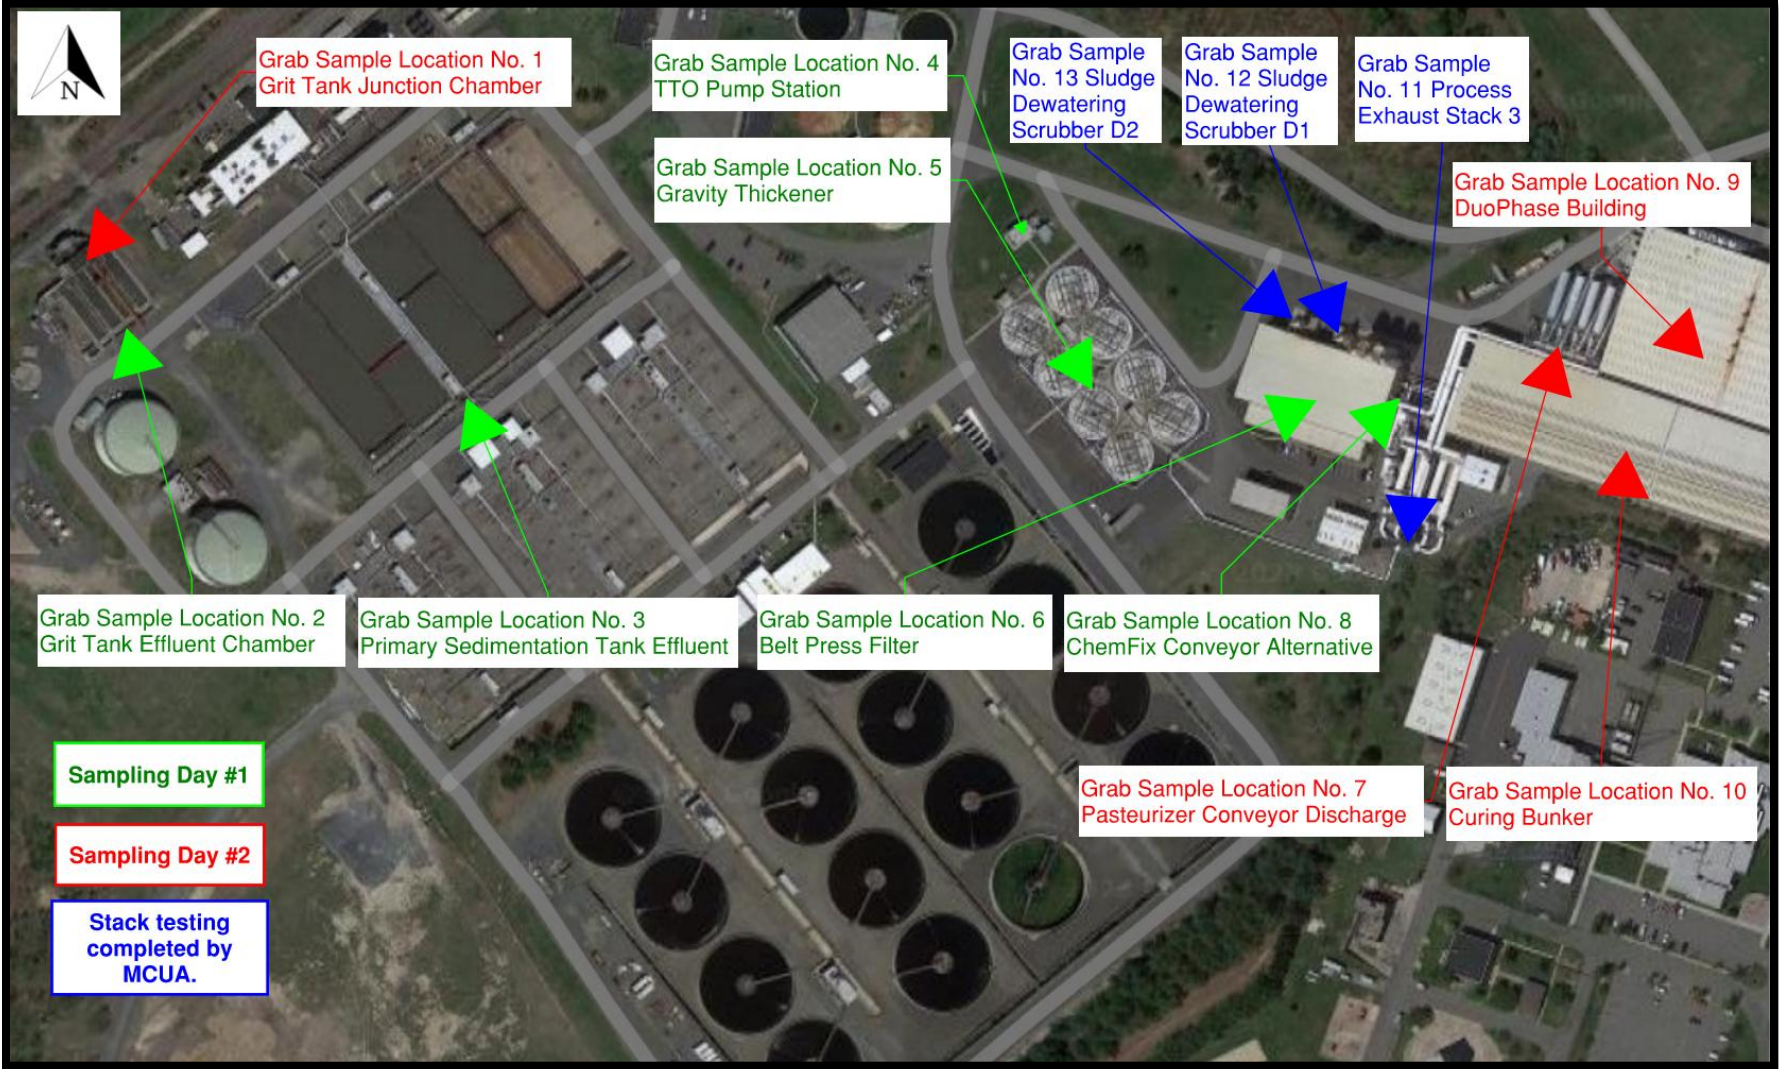 N
Grab Sample Location No. 1
Grit Tank Junction Chamber
Grab Sample Location No. 4
TTO Pump Station
Grab Sample Location No. 5
Gravity Thickener
Grab Sample
No. 13 Sludge
Dewatering
Scrubber D2
Grab Sample
No. 12 Sludge
Dewatering
Scrubber D1
Grab Sample
No. 11 Process
Exhaust Stack 3
Grab Sample Location No. 9
DuoPhase Building
Grab Sample Location No. 2
Grit Tank Effluent Chamber
Grab Sample Location No. 3
Primary Sedimentation Tank Effluent
Grab Sample Location No. 6
Belt Press Filter
Grab Sample Location No. 8
ChemFix Conveyor Alternative
Grab Sample Location No. 7
Pasteurizer Conveyor Discharge
Grab Sample Location No. 10
Curing Bunker
Sampling Day #1
Sampling Day #2
Stack testing
completed by
MCUA.